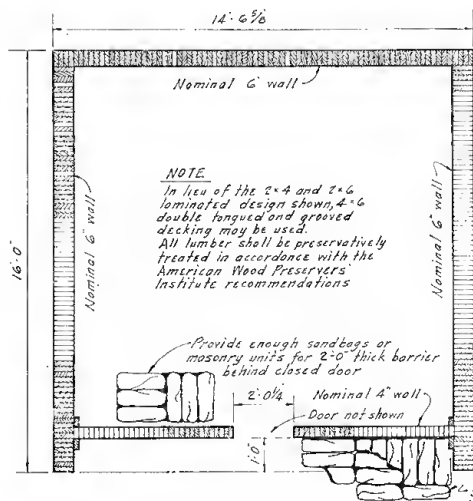 14'-6 5/8
Nominal 6" wall
Nominal 6" wall
Nominal 6" wall
16'-0"
NOTE
In lieu of the 2×4 and 2×6
laminated design shown, 4×6
double tongued and grooved
decking may be used.
All lumber shall be preservatively
treated in accordance with the
American Wood Preservers'
Institute recommendations
Provide enough sandbags or
masonry units for 2'-0" thick barrier
behind closed door
2'-0 1/4
Nominal 4" wall
Door not shown
1'-0"